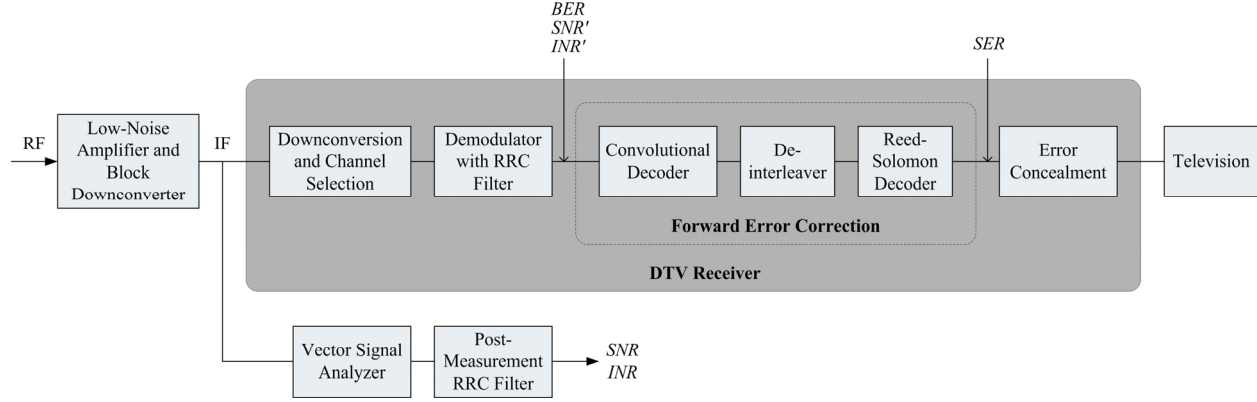 BER
SNR'
INR'
SER
RF
Low-Noise
Amplifier and
Block
Downconverter
IF
Downconversion
and Channel
Selection
Demodulator
with RRC
Filter
Convolutional
Decoder
De-
interleaver
Reed-
Solomon
Decoder
Error
Concealment
Television
Forward Error Correction
DTV Receiver
Vector Signal
Analyzer
Post-
Measurement
RRC Filter
SNR
INR